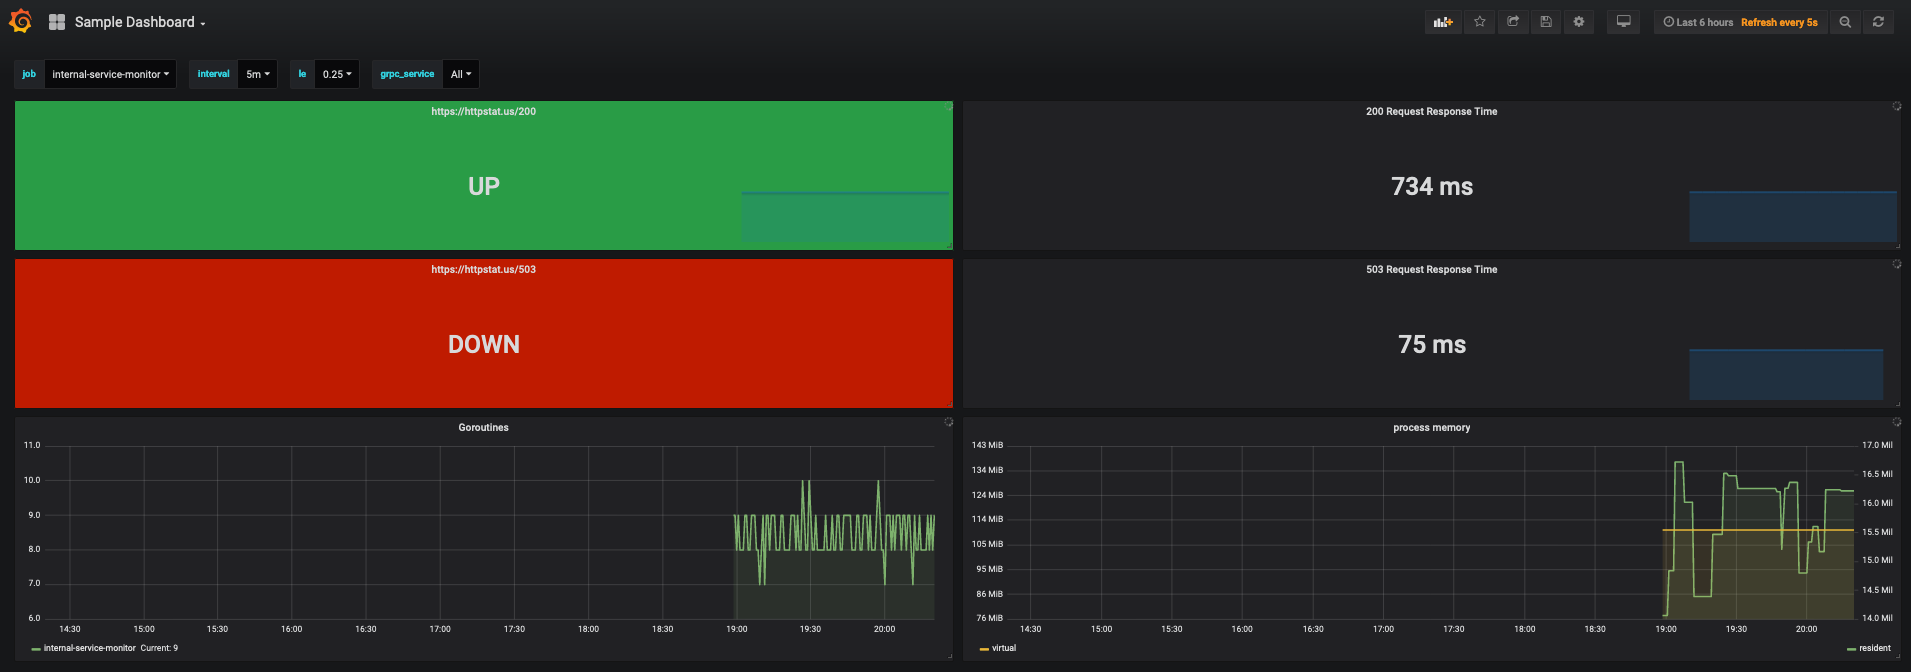 Sample Dashboard
Last 6 hours Refresh every 5s
job internal-service-monitor interval 5m le 0.25 grpc_service All
https://httpstat.us/200
UP
200 Request Response Time
734 ms
https://httpstat.us/503
DOWN
503 Request Response Time
75 ms
Goroutines
11.0
10.0
9.0
8.0
7.0
6.0
14:30 15:00 15:30 16:00 16:30 17:00 17:30 18:00 18:30 19:00 19:30 20:00
internal-service-monitor Current: 9
process memory
143 MiB
134 MiB
124 MiB
114 MiB
105 MiB
95 MiB
86 MiB
76 MiB
17.0 Mil
16.5 Mil
16.0 Mil
15.5 Mil
15.0 Mil
14.5 Mil
14.0 Mil
14:30 15:00 15:30 16:00 16:30 17:00 17:30 18:00 18:30 19:00 19:30 20:00
virtual
resident